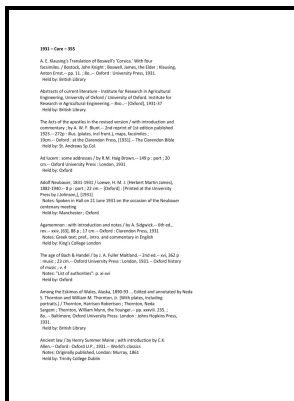 1931 – Core – 353
A. E. Klausing's Translation of Boswell's 'Corsica.' With four
facsimiles. / Bostock, John Knight ; Boswell, James, the Elder ; Klausing,
Anton Ernst.-- pp. 11. ; 8o..-- Oxford : University Press, 1931.
Held by: British Library
Abstracts of current literature - Institute for Research in Agricultural
Engineering, University of Oxford / University of Oxford. Institute for
Research in Agricultural Engineering. – 8vo.-- [Oxford], 1931-37
Held by: British Library
The Acts of the apostles in the revised version / with introduction and
commentary ; by A. W. F. Blunt.-- 2nd reprint of 1st edition published
1923.-- 272p : illus. (plates, incl front.), maps, facsimiles ;
19cm.-- Oxford : at the Clarendon Press, [1931].-- The Clarendon Bible
Held by: St. Andrews Sp.Col.
Ad lucem : some addresses / by R.M. Haig Brown.-- 149 p : port ; 20
cm.-- Oxford University Press : London, 1931
Held by: Oxford
Adolf Neubauer, 1831-1931 / Loewe, H. M. J. (Herbert Martin James),
1882-1940.-- 8 p : port ; 22 cm.-- [Oxford] : [Printed at the University
Press by J.Johnson,], [1931]
Notes: Spoken in Hall on 21 June 1931 on the occasion of the Neubauer
centenary meeting
Held by: Manchester ; Oxford
Agamemnon : with introduction and notes / by A. Sidgwick.-- 6th ed.,
rev.-- xxiv, [63], 88 p ; 17 cm.-- Oxford : Clarendon Press, 1931
Notes: Greek text, pref., introd. and commentary in English
Held by: King's College London
The age of Bach & Handel / by J. A. Fuller Maitland.-- 2nd ed.-- xvi, 362 p
: music ; 23 cm.-- Oxford University Press : London, 1931.-- Oxford history
of music ; v. 4
Notes: "List of authorities": p. xi-xvi
Held by: Oxford
Among the Eskimos of Wales, Alaska, 1890-93 ... Edited and annotated by Neda
S. Thornton and William M. Thornton, Jr. [With plates, including
portraits.] / Thornton, Harrison Robertson ; Thornton, Neda
Sargent ; Thornton, William Mynn, the Younger.-- pp. xxxviii. 235. ;
8o..-- Baltimore; Oxford University Press: London : Johns Hopkins Press,
1931.
Held by: British Library
Ancient law / by Henry Sumner Maine ; with introduction by C.K.
Allen.-- Oxford : Oxford U.P., 1931.-- World's classics
Notes: Originally published, London: Murray, 1861
Held by: Trinity College Dublin